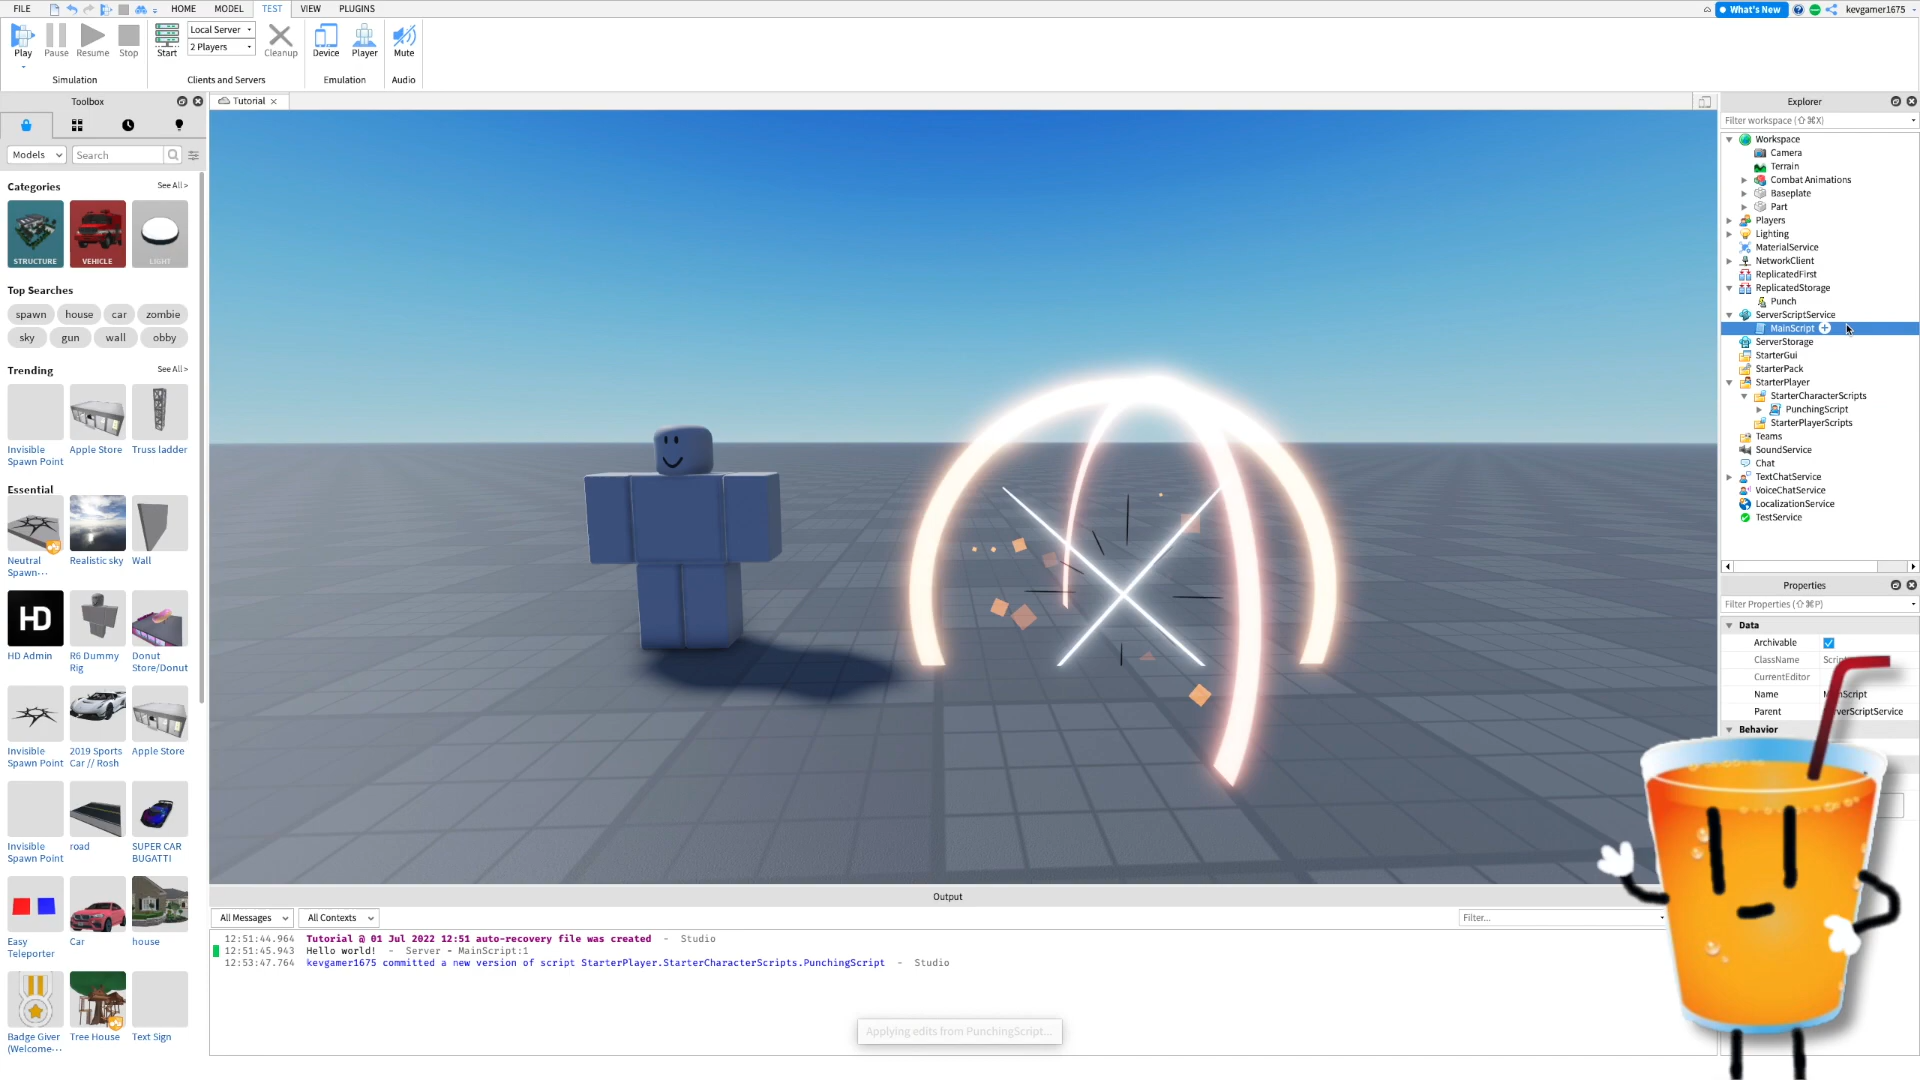 FILE HOME MODEL TEST VIEW PLUGINS What's New kevgamer1675
Play Pause Resume Stop Start Local Server 2 Players Cleanup Device Player Mute
Simulation Clients and Servers Emulation Audio
Toolbox
Models Search
Categories See All >
STRUCTURE VEHICLE LIGHT
Top Searches
spawn house car zombie
sky gun wall obby
Trending See All >
Invisible Spawn Point
Apple Store
Truss ladder
Essential
Neutral Spawn...
Realistic sky
Wall
HD
HD Admin
R6 Dummy Rig
Donut Store/Donut
Invisible Spawn Point
2019 Sports Car // Rosh
Apple Store
Invisible Spawn Point
road
SUPER CAR BUGATTI
Easy Teleporter
Car
house
Badge Giver (Welcome-...
Tree House
Text Sign
Tutorial
Output
All Messages All Contexts Filter...
12:51:44.964 Tutorial @ 01 Jul 2022 12:51 auto-recovery file was created - Studio
12:51:45.943 Hello world! - Server - MainScript:1
12:53:47.764 kevgamer1675 committed a new version of script StarterPlayer.StarterCharacterScripts.PunchingScript - Studio
Applying edits from PunchingScript...
Explorer
Filter workspace (⇧⌘X)
Workspace
Camera
Terrain
Combat Animations
Baseplate
Part
Players
Lighting
MaterialService
NetworkClient
ReplicatedFirst
ReplicatedStorage
Punch
ServerScriptService
MainScript
ServerStorage
StarterGui
StarterPack
StarterPlayer
StarterCharacterScripts
PunchingScript
StarterPlayerScripts
Teams
SoundService
Chat
TextChatService
VoiceChatService
LocalizationService
TestService
Properties
Filter Properties (⇧⌘P)
Data
Archivable
ClassName
CurrentEditor
Name
Parent
Behavior